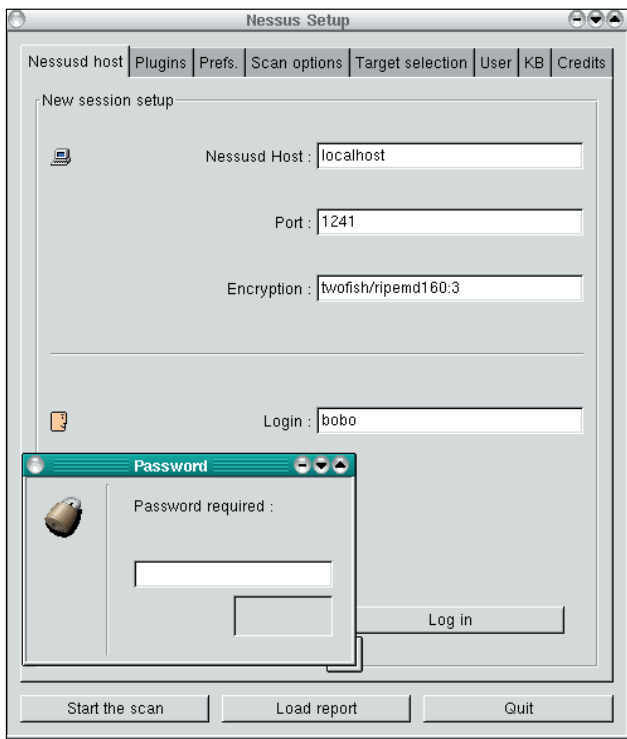 Nessus Setup
Nessusd host Plugins Prefs. Scan options Target selection User KB Credits
New session setup
Nessusd Host : localhost
Port : 1241
Encryption : twofish/ripemd160:3
Login : bobo
Password
Password required :
Log in
Start the scan Load report Quit